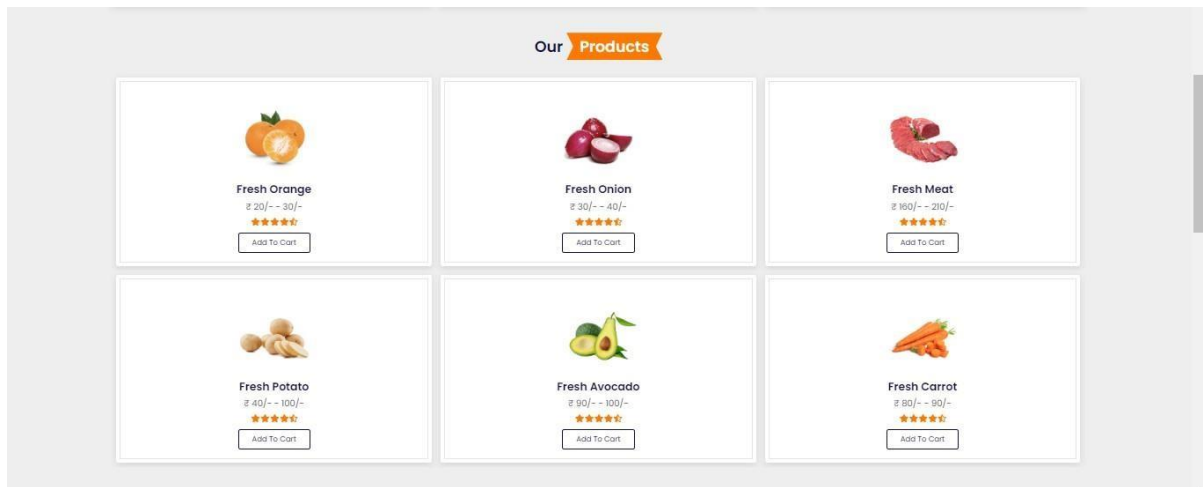 Our Products
Fresh Orange
₹ 20/- - 30/-
Add To Cart
Fresh Onion
₹ 30/- - 40/-
Add To Cart
Fresh Meat
₹ 160/- - 210/-
Add To Cart
Fresh Potato
₹ 40/- - 100/-
Add To Cart
Fresh Avocado
₹ 90/- - 100/-
Add To Cart
Fresh Carrot
₹ 80/- - 90/-
Add To Cart